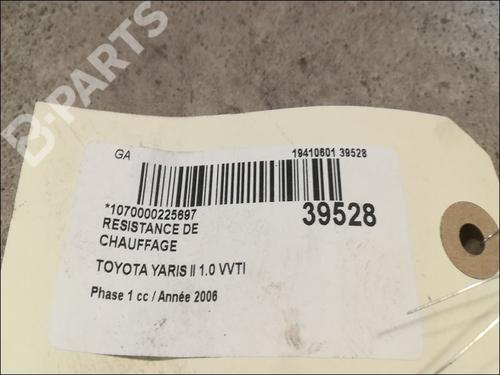 B-PARTS
GA 19410601 39528
*1070000225697
39528
RESISTANCE DE
CHAUFFAGE
TOYOTA YARIS II 1.0 VVTI
Phase 1 cc / Année 2006